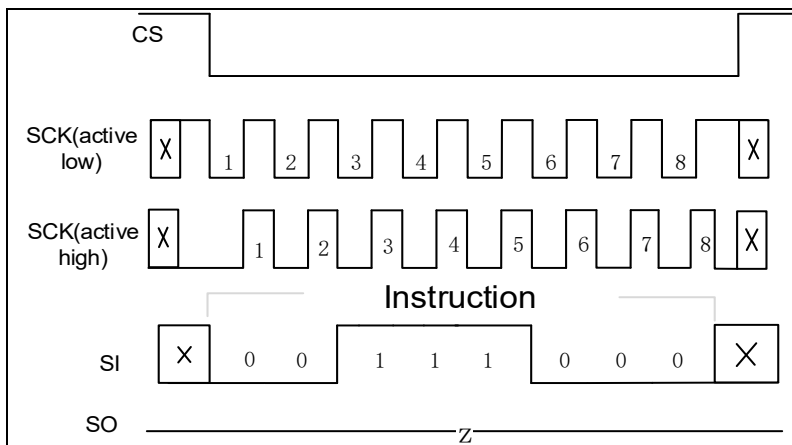 CS
SCK(active
low)
X 1 2 3 4 5 6 7 8 X
SCK(active
high)
X 1 2 3 4 5 6 7 8 X
Instruction
SI
X 0 0 1 1 1 0 0 0 X
SO
Z